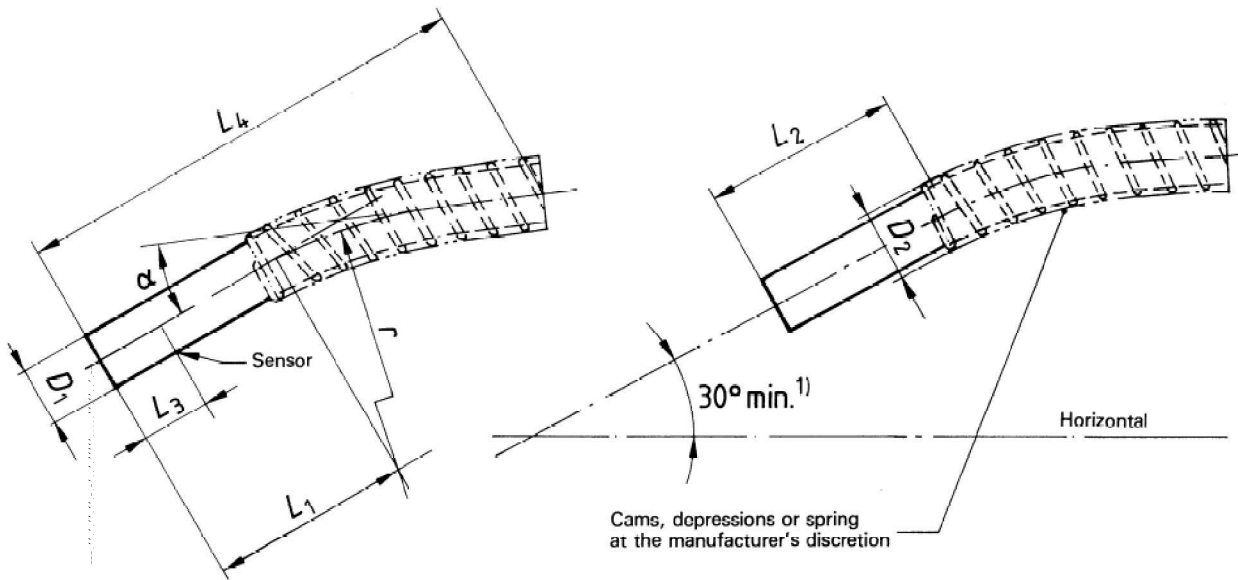 L4
α
D1
Sensor
L3
r
L1
L2
D2
30° min.1)
Horizontal
Cams, depressions or spring
at the manufacturer's discretion